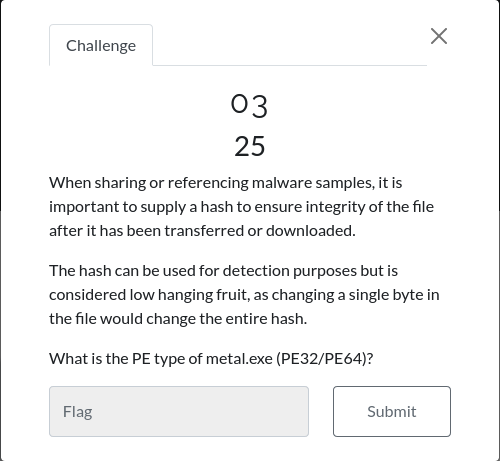 Challenge
03
25
When sharing or referencing malware samples, it is
important to supply a hash to ensure integrity of the file
after it has been transferred or downloaded.
The hash can be used for detection purposes but is
considered low hanging fruit, as changing a single byte in
the file would change the entire hash.
What is the PE type of metal.exe (PE32/PE64)?
Flag
Submit